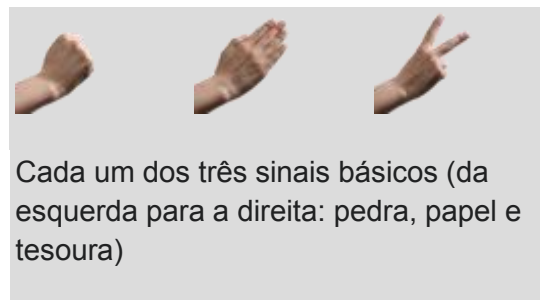 Cada um dos três sinais básicos (da
esquerda para a direita: pedra, papel e
tesoura)